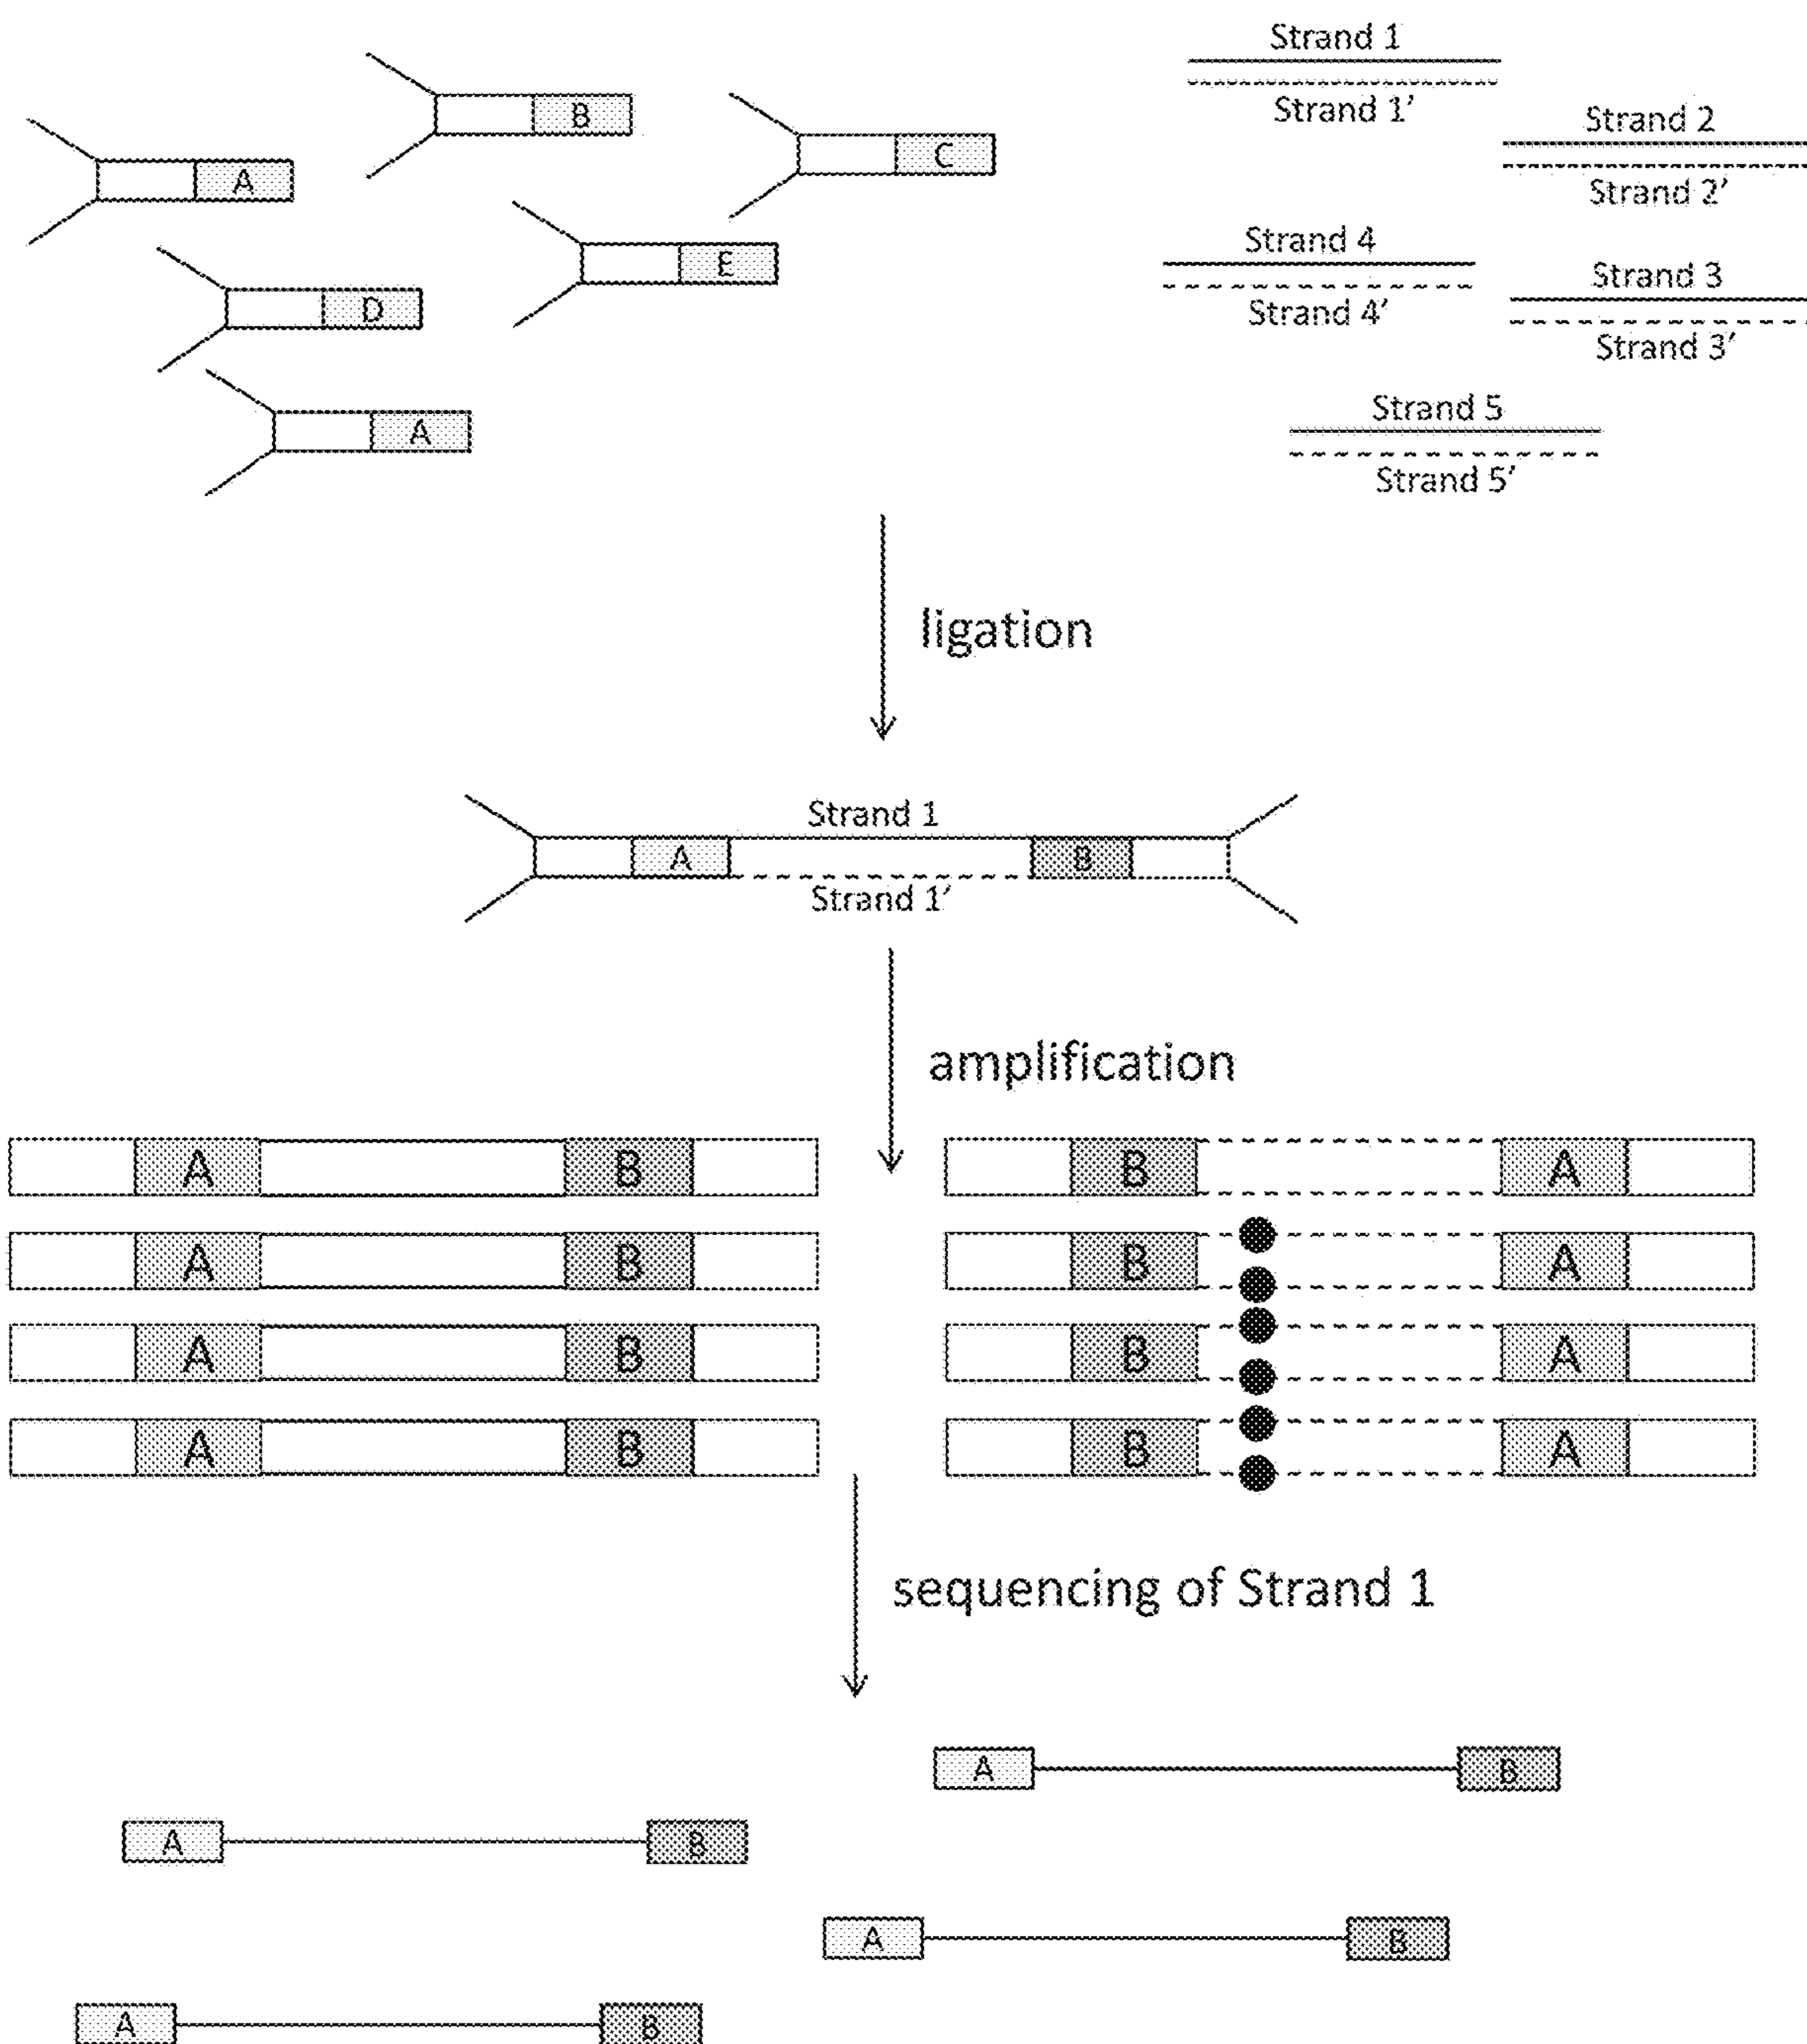 Strand 1
B
Strand 1'
Strand 2
C
A
Strand 2'
Strand 4
E
Strand 3
D
Strand 4'
Strand 3'
Strand 5
A
Strand 5'
ligation
Strand 1
A B
Strand 1'
amplification
A B B A
A B B A
A B B A
A B B A
sequencing of Strand 1
A B
A B
A B
A B